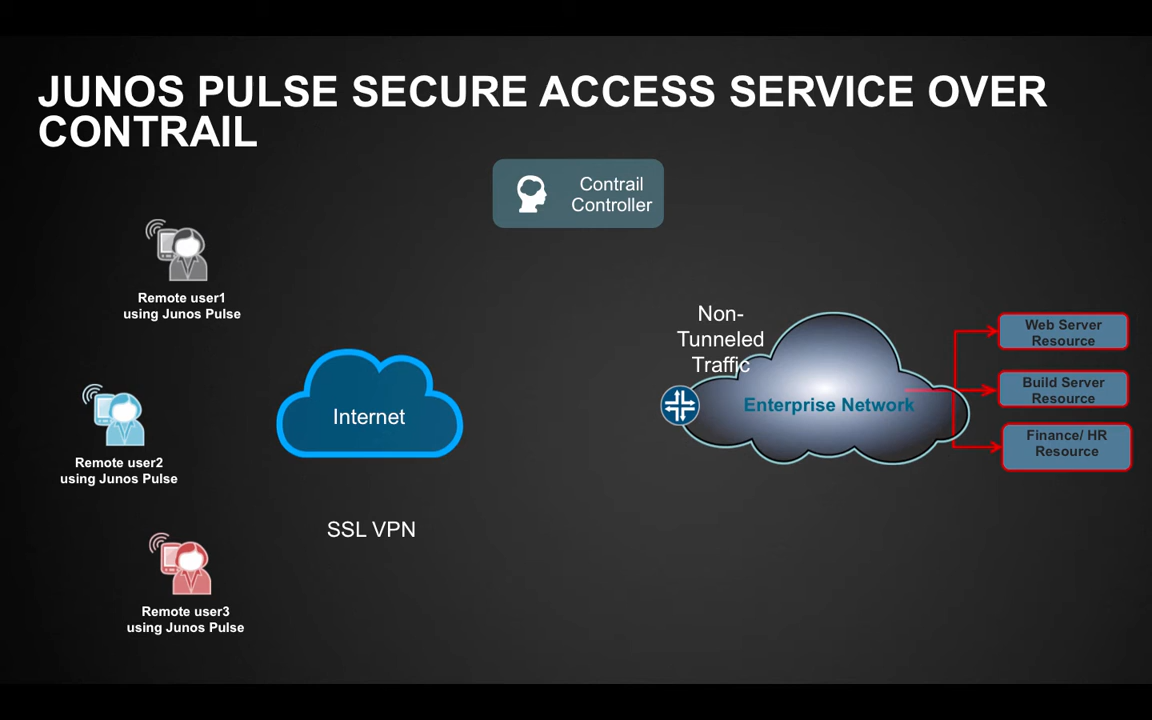 JUNOS PULSE SECURE ACCESS SERVICE OVER
CONTRAIL
Contrail
Controller
Remote user1
using Junos Pulse
Remote user2
using Junos Pulse
Remote user3
using Junos Pulse
Internet
SSL VPN
Non-
Tunneled
Traffic
Enterprise Network
Web Server
Resource
Build Server
Resource
Finance/ HR
Resource